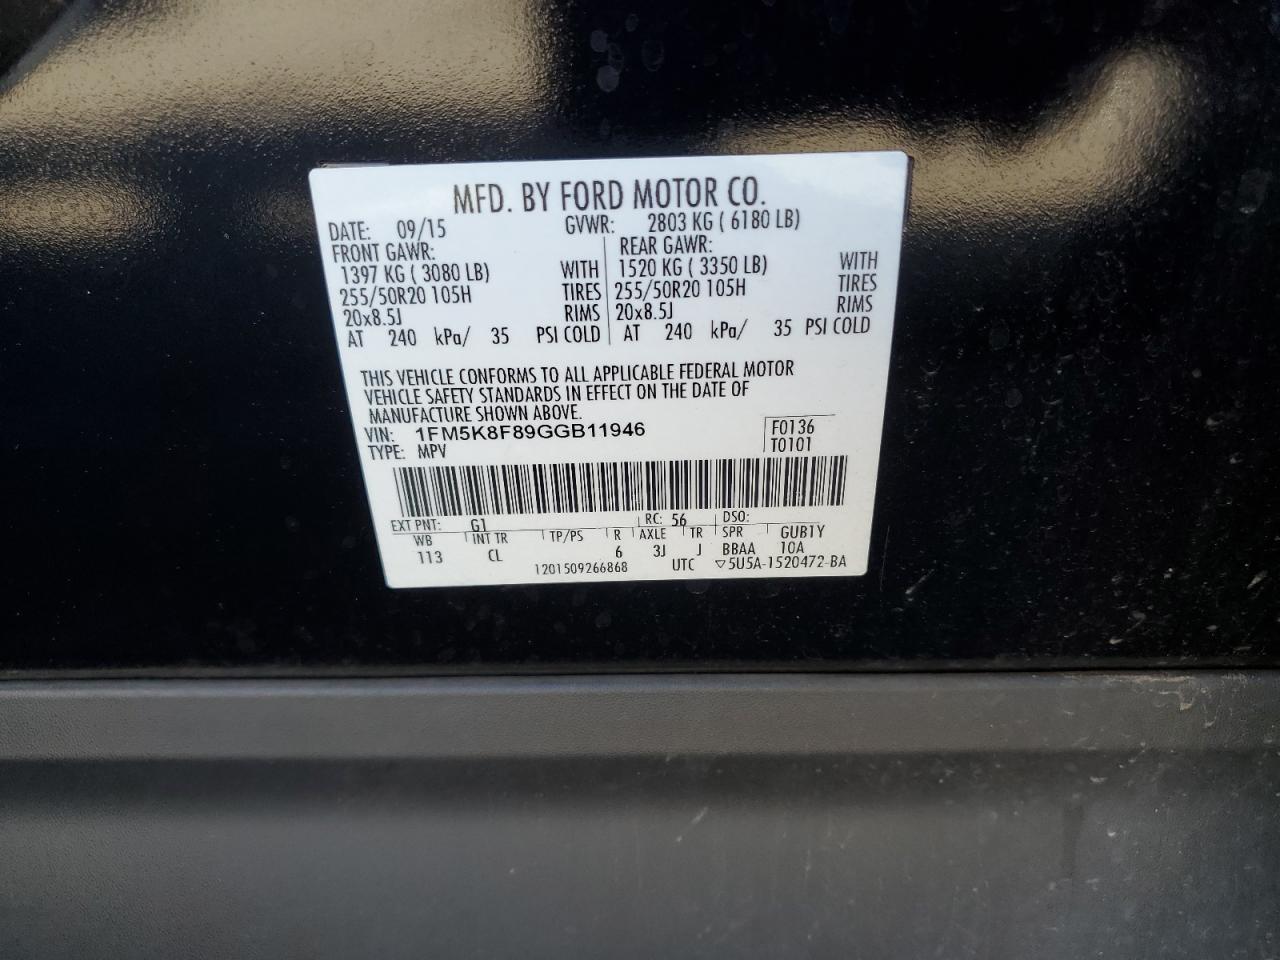 MFD. BY FORD MOTOR CO.
DATE: 09/15 GVWR: 2803 KG ( 6180 LB)
FRONT GAWR: REAR GAWR:
1397 KG ( 3080 LB) WITH 1520 KG ( 3350 LB) WITH
255/50R20 105H TIRES 255/50R20 105H TIRES
20x8.5J RIMS 20x8.5J RIMS
AT 240 kPa/ 35 PSI COLD AT 240 kPa/ 35 PSI COLD
THIS VEHICLE CONFORMS TO ALL APPLICABLE FEDERAL MOTOR
VEHICLE SAFETY STANDARDS IN EFFECT ON THE DATE OF
MANUFACTURE SHOWN ABOVE.
VIN: 1FM5K8F89GGB11946 F0136
TYPE: MPV T0101
EXT PNT: G1 RC: 56 DSO:
WB INT TR TP/PS R AXLE TR SPR GUB1Y
113 CL 6 3J J BBAA 10A
1201509266868 UTC ▽5U5A-1520472-BA